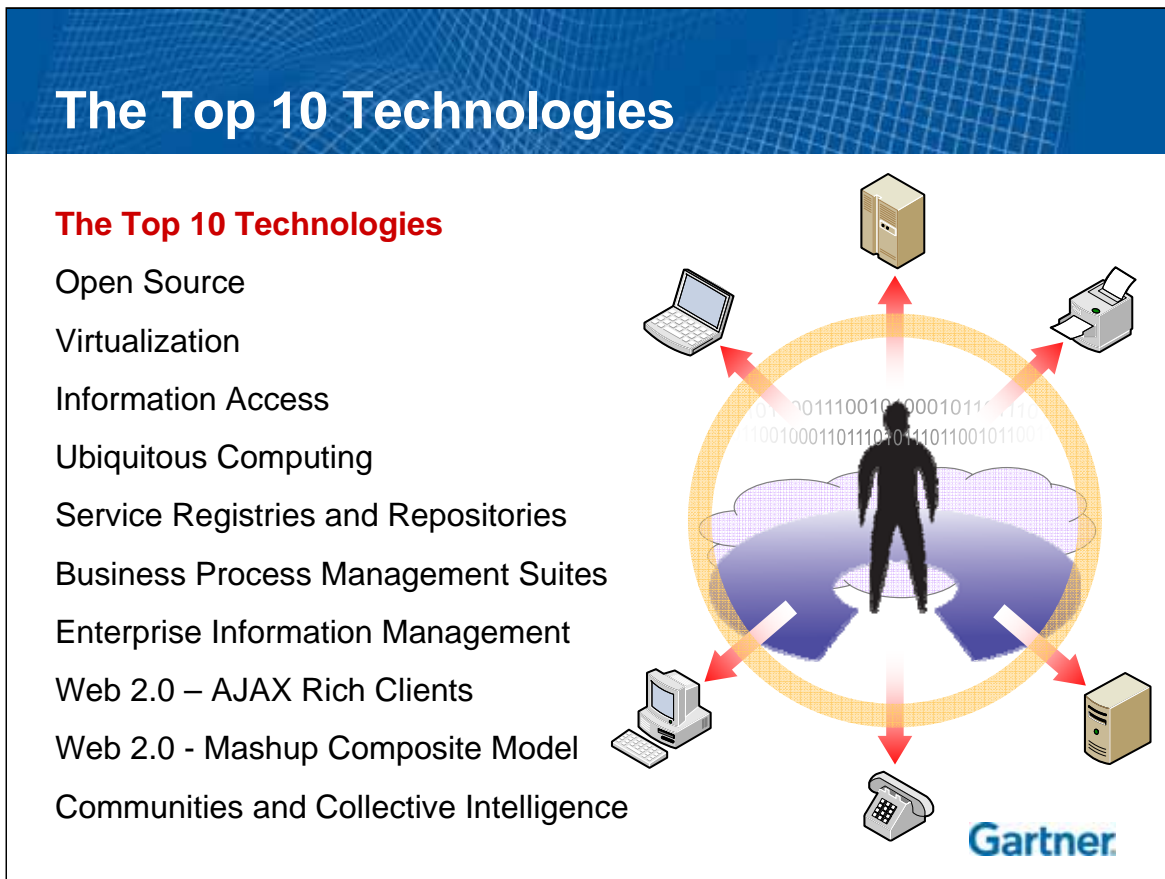 The Top 10 Technologies
The Top 10 Technologies
Open Source
Virtualization
Information Access
Ubiquitous Computing
Service Registries and Repositories
Business Process Management Suites
Enterprise Information Management
Web 2.0 – AJAX Rich Clients
Web 2.0 - Mashup Composite Model
Communities and Collective Intelligence
Gartner.